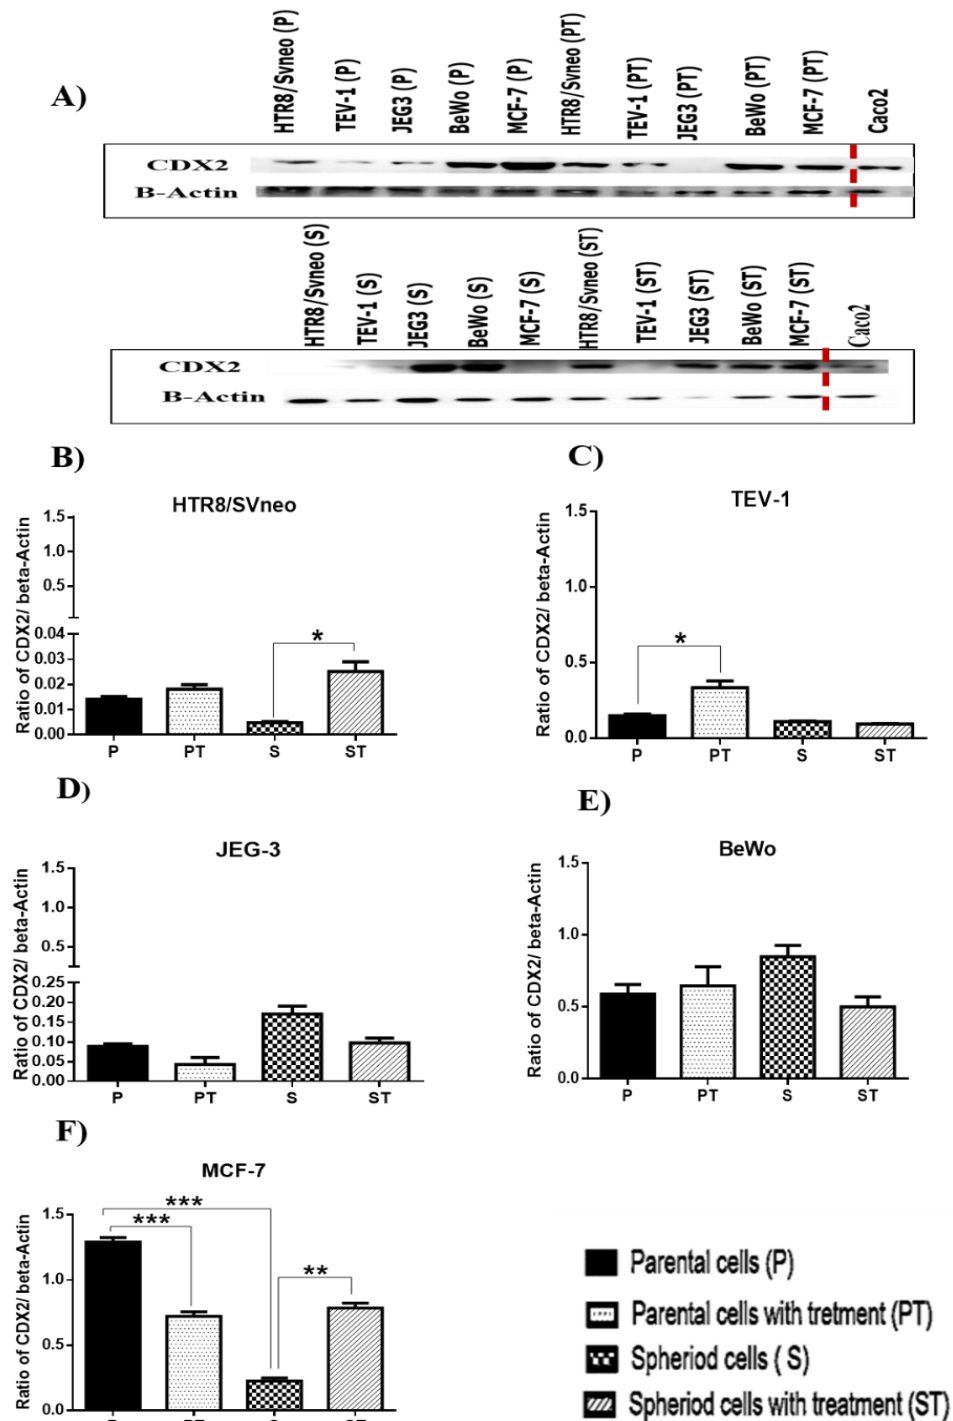 A)
HTR8/Svneo (P)
TEV-1 (P)
JEG3 (P)
BeWo (P)
MCF-7 (P)
HTR8/Svneo (PT)
TEV-1 (PT)
JEG3 (PT)
BeWo (PT)
MCF-7 (PT)
Caco2
CDX2
B-Actin
HTR8/Svneo (S)
TEV-1 (S)
JEG3 (S)
BeWo (S)
MCF-7 (S)
HTR8/Svneo (ST)
TEV-1 (ST)
JEG3 (ST)
BeWo (ST)
MCF-7 (ST)
Caco2
CDX2
B-Actin
B)
HTR8/SVneo
Ratio of CDX2/ beta-Actin
1.5
1.0
0.5
0.04
0.03
0.02
0.01
0.00
*
P PT S ST
C)
TEV-1
Ratio of CDX2/ beta-Actin
1.5
1.0
0.5
0.0
*
P PT S ST
D)
JEG-3
Ratio of CDX2/ beta-Actin
1.5
1.0
0.5
0.25
0.20
0.15
0.10
0.05
0.00
P PT S ST
E)
BeWo
Ratio of CDX2/ beta-Actin
1.5
1.0
0.5
0.0
P PT S ST
F)
MCF-7
Ratio of CDX2/ beta-Actin
1.5
1.0
0.5
0.0
***
***
**
Parental cells (P)
Parental cells with tretment (PT)
Spheriod cells ( S)
Spheriod cells with treatment (ST)